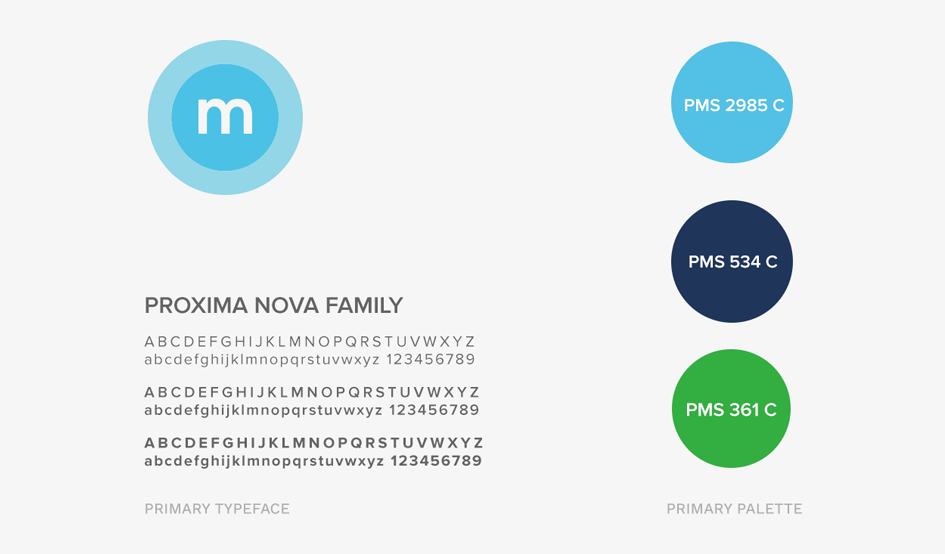 m
PMS 2985 C
PMS 534 C
PROXIMA NOVA FAMILY
ABCDEFGHIJKLMNOPQRSTUVWXYZ
abcdefghijklmnopqrstuvwxyz 123456789
ABCDEFGHIJKLMNOPQRSTUVWXYZ
abcdefghijklmnopqrstuvwxyz 123456789
ABCDEFGHIJKLMNOPQRSTUVWXYZ
abcdefghijklmnopqrstuvwxyz 123456789
PMS 361 C
PRIMARY TYPEFACE
PRIMARY PALETTE